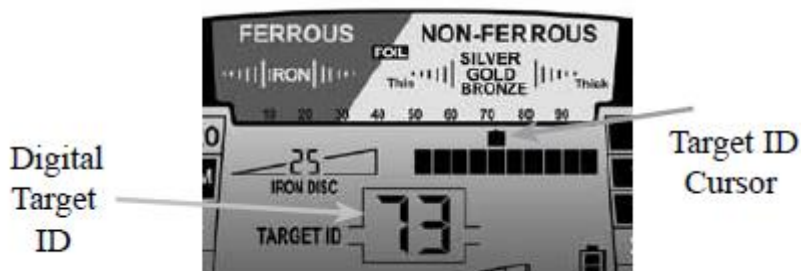 FERROUS NON-FERROUS
FOIL
IRON
SILVER
GOLD
BRONZE
Thin Thick
10 20 30 40 50 60 70 80 90
25
IRON DISC
TARGET ID 73
Digital
Target
ID
Target ID
Cursor